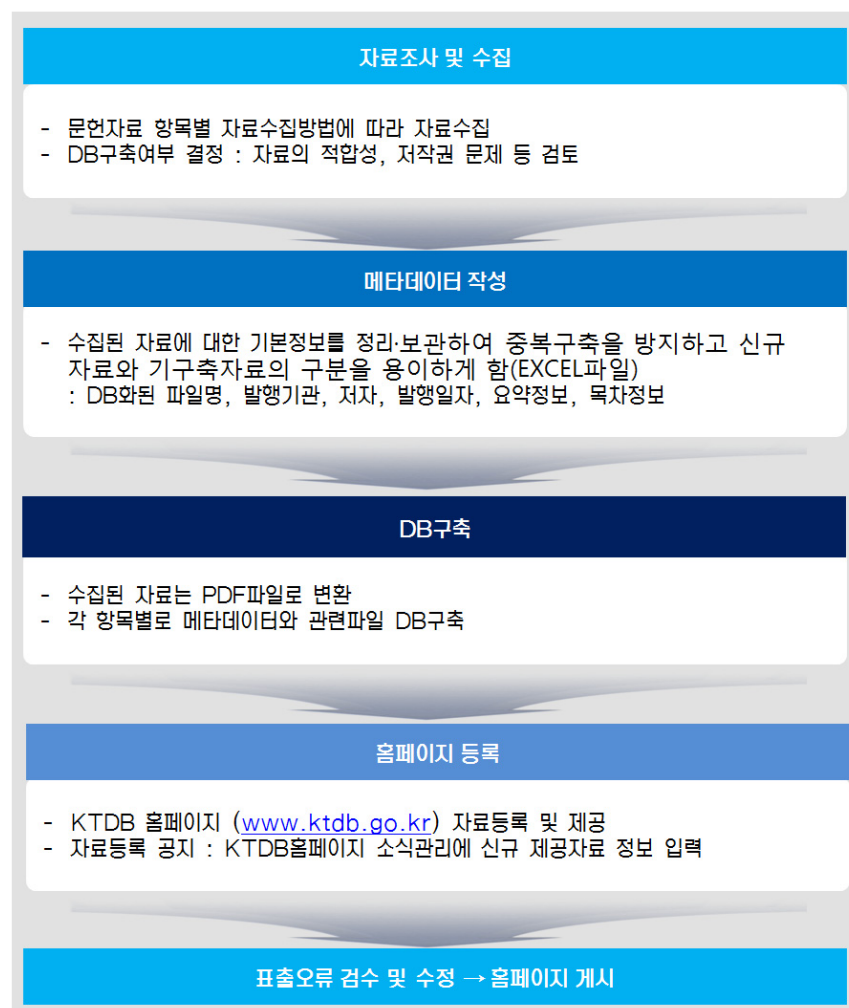 자료조사 및 수집
- 문헌자료 항목별 자료수집방법에 따라 자료수집
- DB구축여부 결정 : 자료의 적합성, 저작권 문제 등 검토
메타데이터 작성
- 수집된 자료에 대한 기본정보를 정리·보관하여 중복구축을 방지하고 신규
자료와 기구축자료의 구분을 용이하게 함(EXCEL파일)
: DB화된 파일명, 발행기관, 저자, 발행일자, 요약정보, 목차정보
DB구축
- 수집된 자료는 PDF파일로 변환
- 각 항목별로 메타데이터와 관련파일 DB구축
홈페이지 등록
- KTDB 홈페이지 (www.ktdb.go.kr) 자료등록 및 제공
- 자료등록 공지 : KTDB홈페이지 소식관리에 신규 제공자료 정보 입력
표출오류 검수 및 수정 → 홈페이지 게시